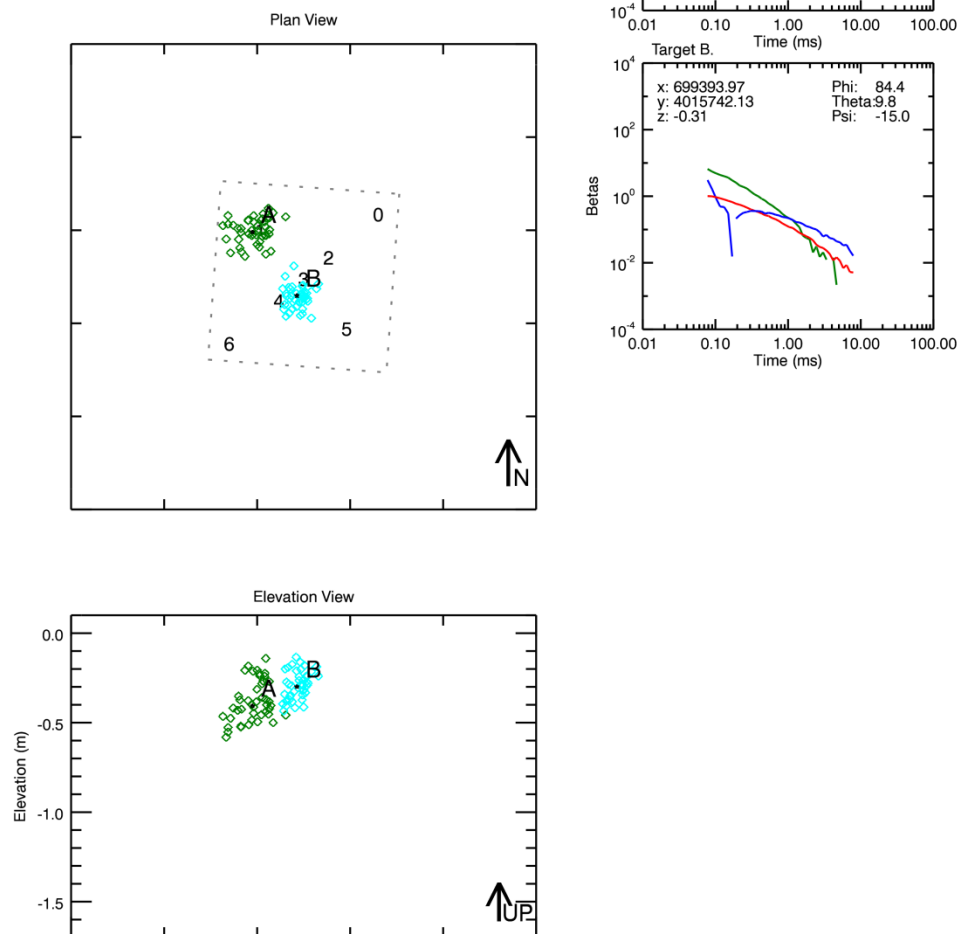 Plan View
A
1
0
2
3
B
4
5
6
N
Elevation View
0.0
-0.5
-1.0
-1.5
Elevation (m)
A
B
UP
10-4
0.01 0.10 1.00 10.00 100.00
Time (ms)
Target B.
x: 699393.97 Phi: 84.4
y: 4015742.13 Theta:9.8
z: -0.31 Psi: -15.0
104
102
100
10-2
10-4
Betas
0.01 0.10 1.00 10.00 100.00
Time (ms)